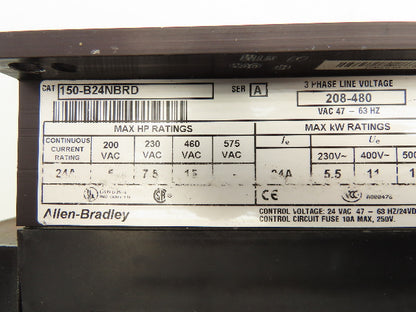 CAT 150-B24NBRD SER A 3 PHASE LINE VOLTAGE
208-480
VAC 47 - 63 HZ
MAX HP RATINGS MAX kW RATINGS
CONTINUOUS CURRENT RATING 200 VAC 230 VAC 460 VAC 575 VAC Ie Ue
230V~ 400V~ 500
24A 7.5 15 - 24A 5.5 11
LISTED CE
Allen-Bradley
CONTROL VOLTAGE: 24 VAC 47 - 63 HZ/24VD
CONTROL CIRCUIT FUSE 10A MAX, 250V.